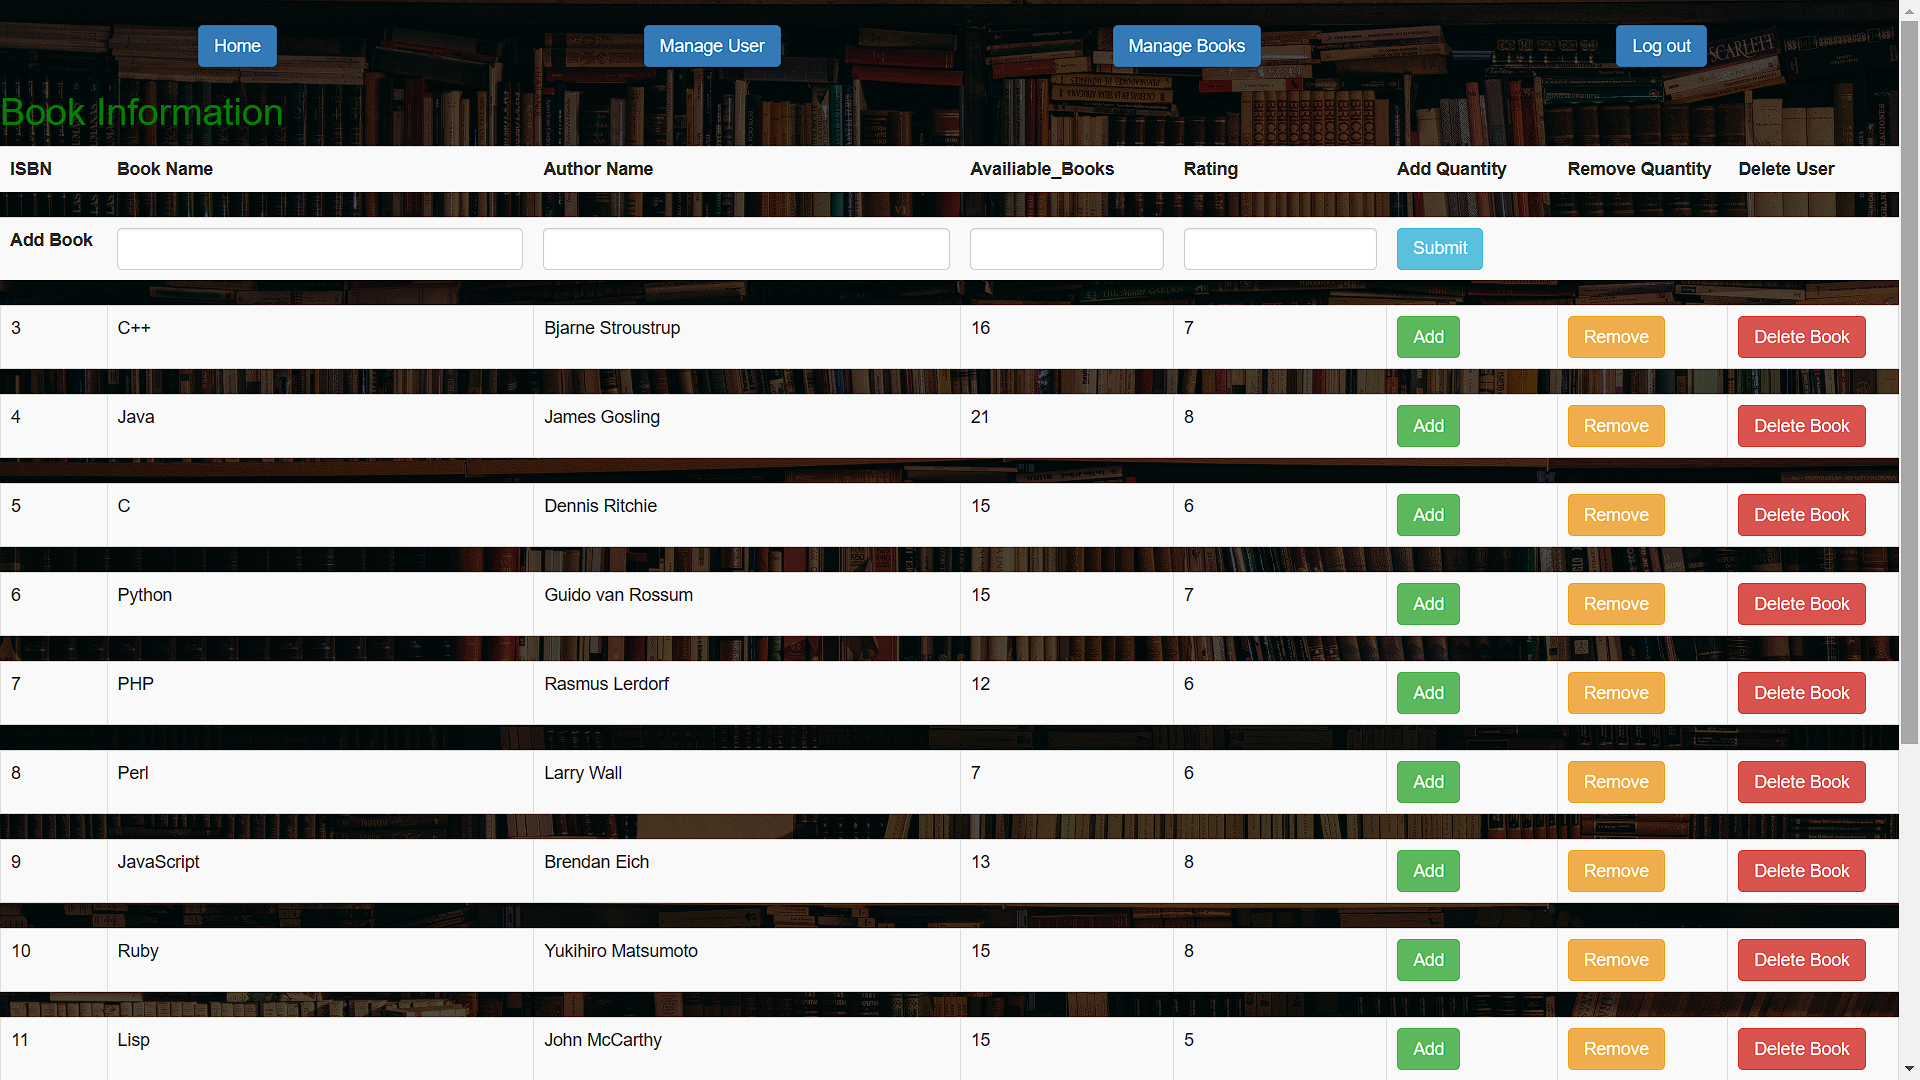 Home Manage User Manage Books Log out
Book Information
ISBN Book Name Author Name Availiable_Books Rating Add Quantity Remove Quantity Delete User
Add Book Submit
3 C++ Bjarne Stroustrup 16 7 Add Remove Delete Book
4 Java James Gosling 21 8 Add Remove Delete Book
5 C Dennis Ritchie 15 6 Add Remove Delete Book
6 Python Guido van Rossum 15 7 Add Remove Delete Book
7 PHP Rasmus Lerdorf 12 6 Add Remove Delete Book
8 Perl Larry Wall 7 6 Add Remove Delete Book
9 JavaScript Brendan Eich 13 8 Add Remove Delete Book
10 Ruby Yukihiro Matsumoto 15 8 Add Remove Delete Book
11 Lisp John McCarthy 15 5 Add Remove Delete Book